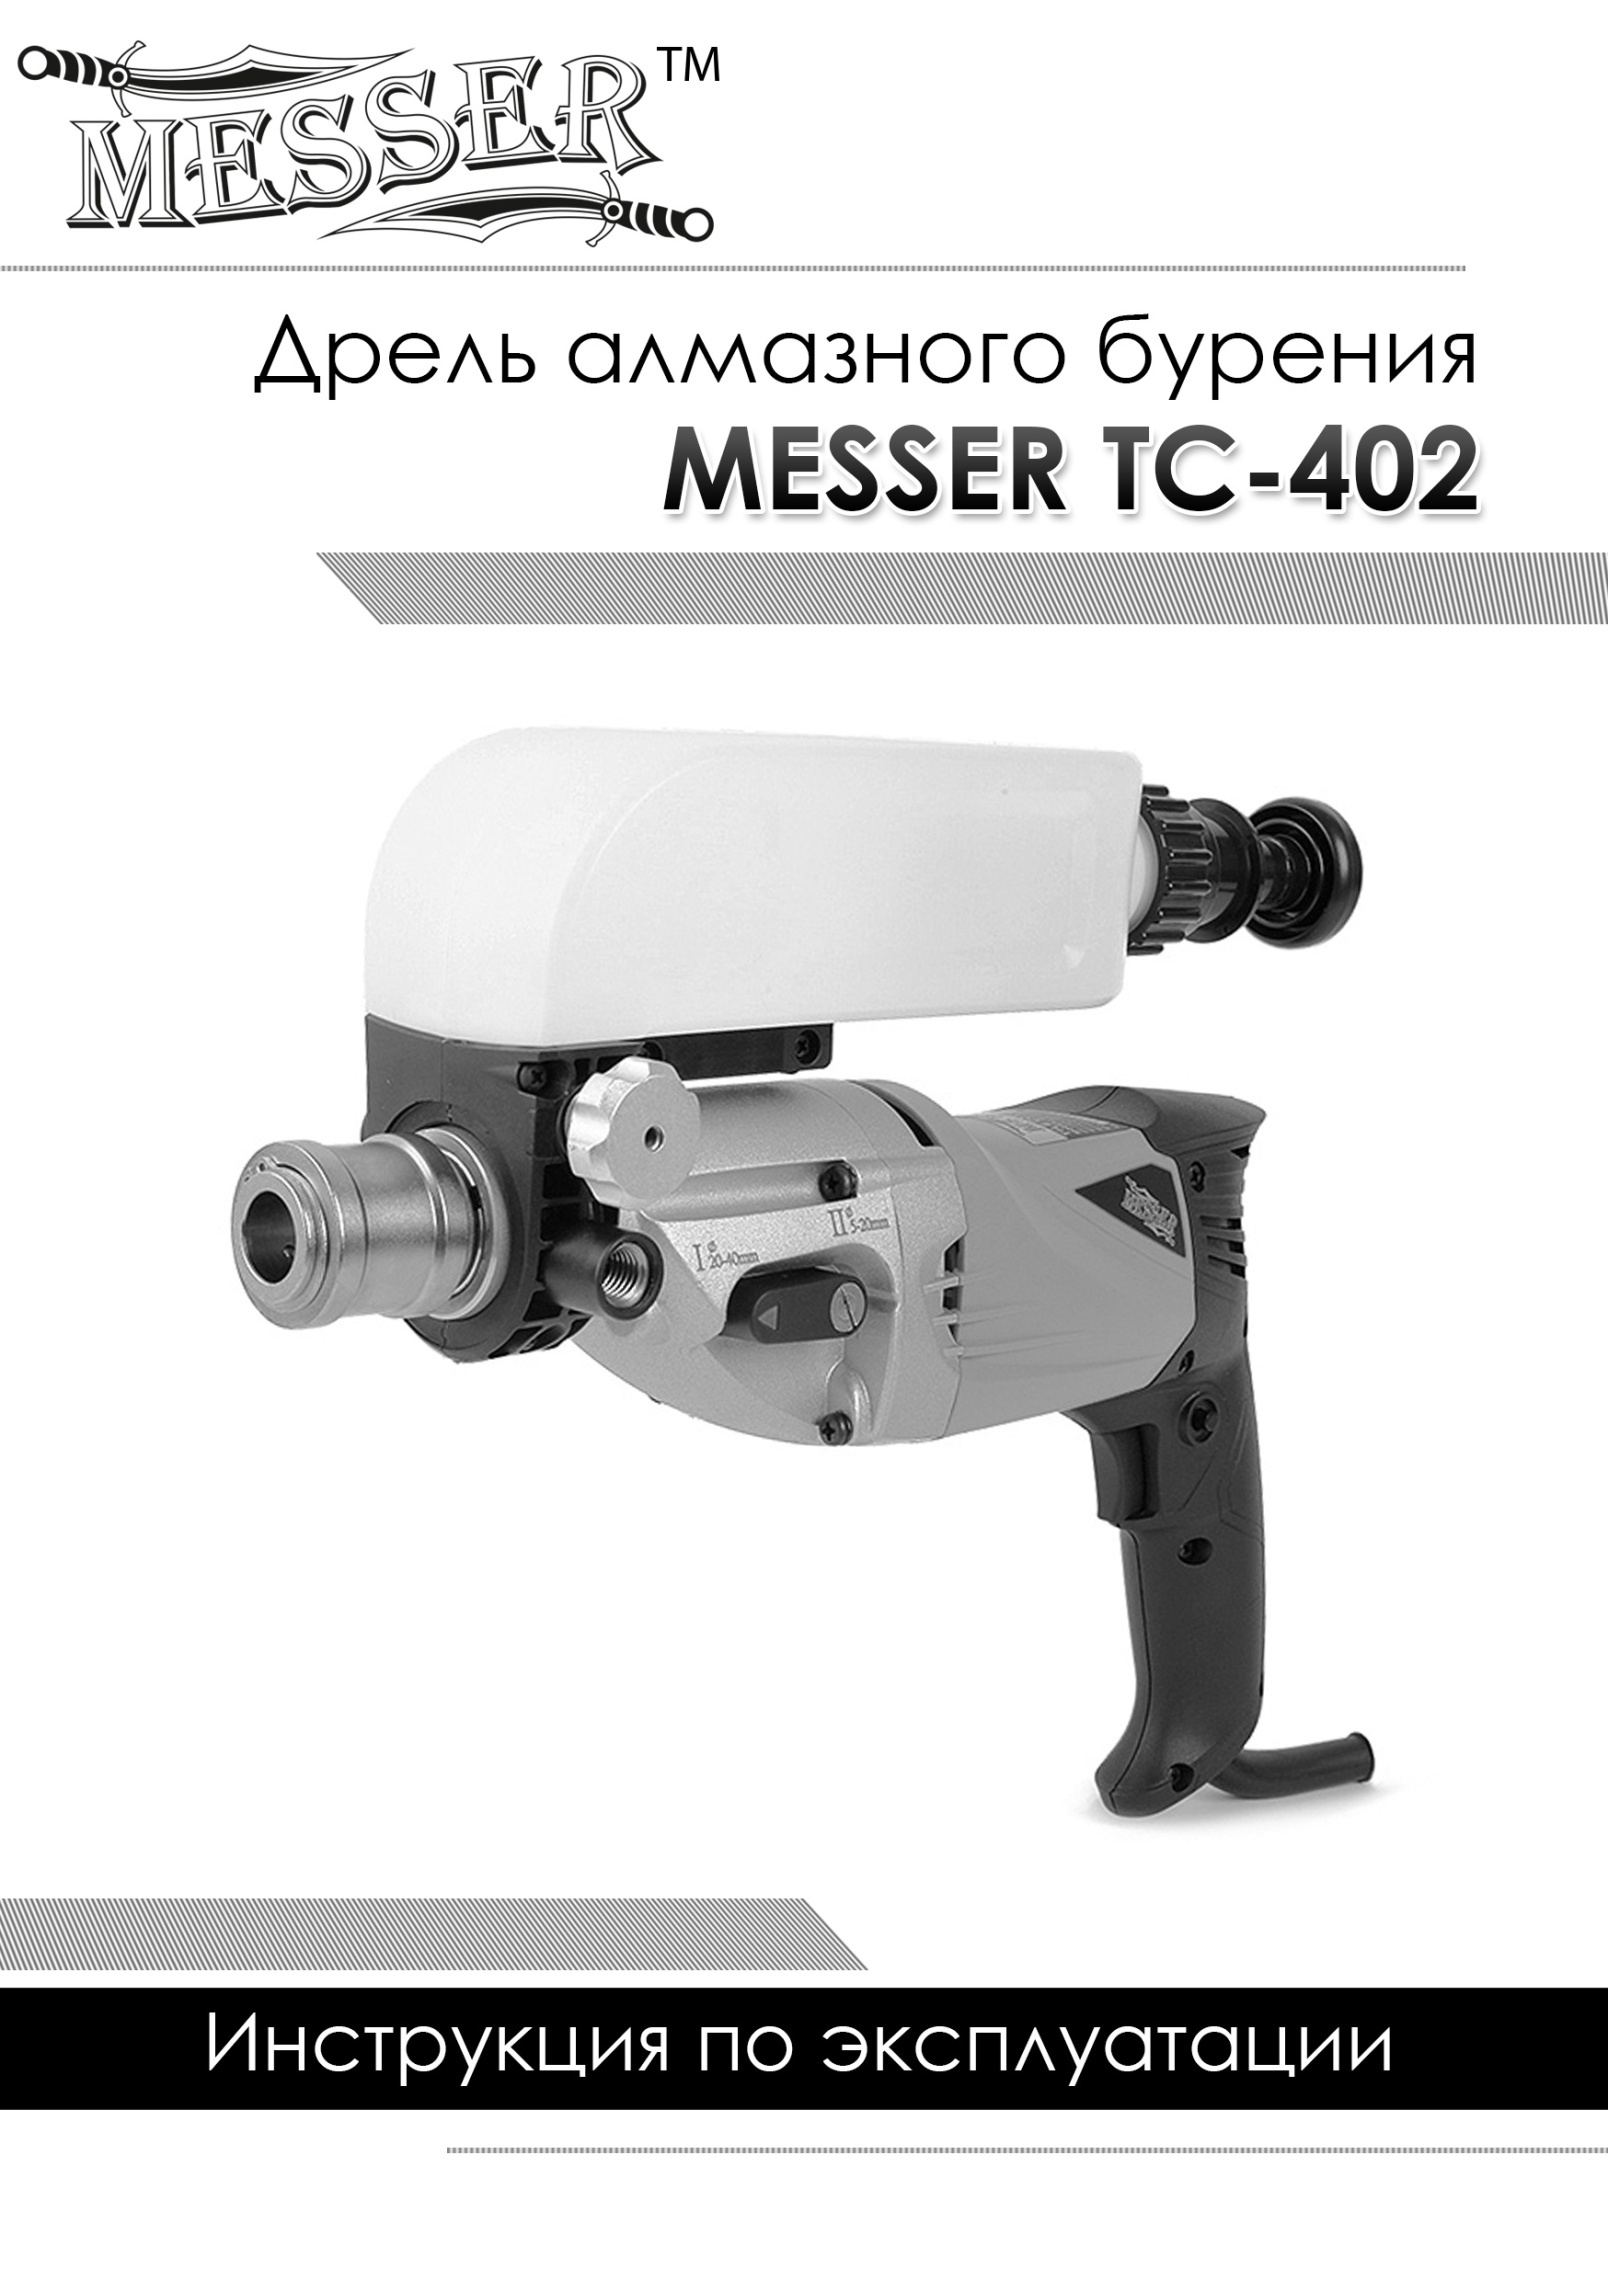 MESSER™
Дрель алмазного бурения
MESSER TC-402
I ø 20-40mm
II ø 5-20mm
MESSER
Инструкция по эксплуатации